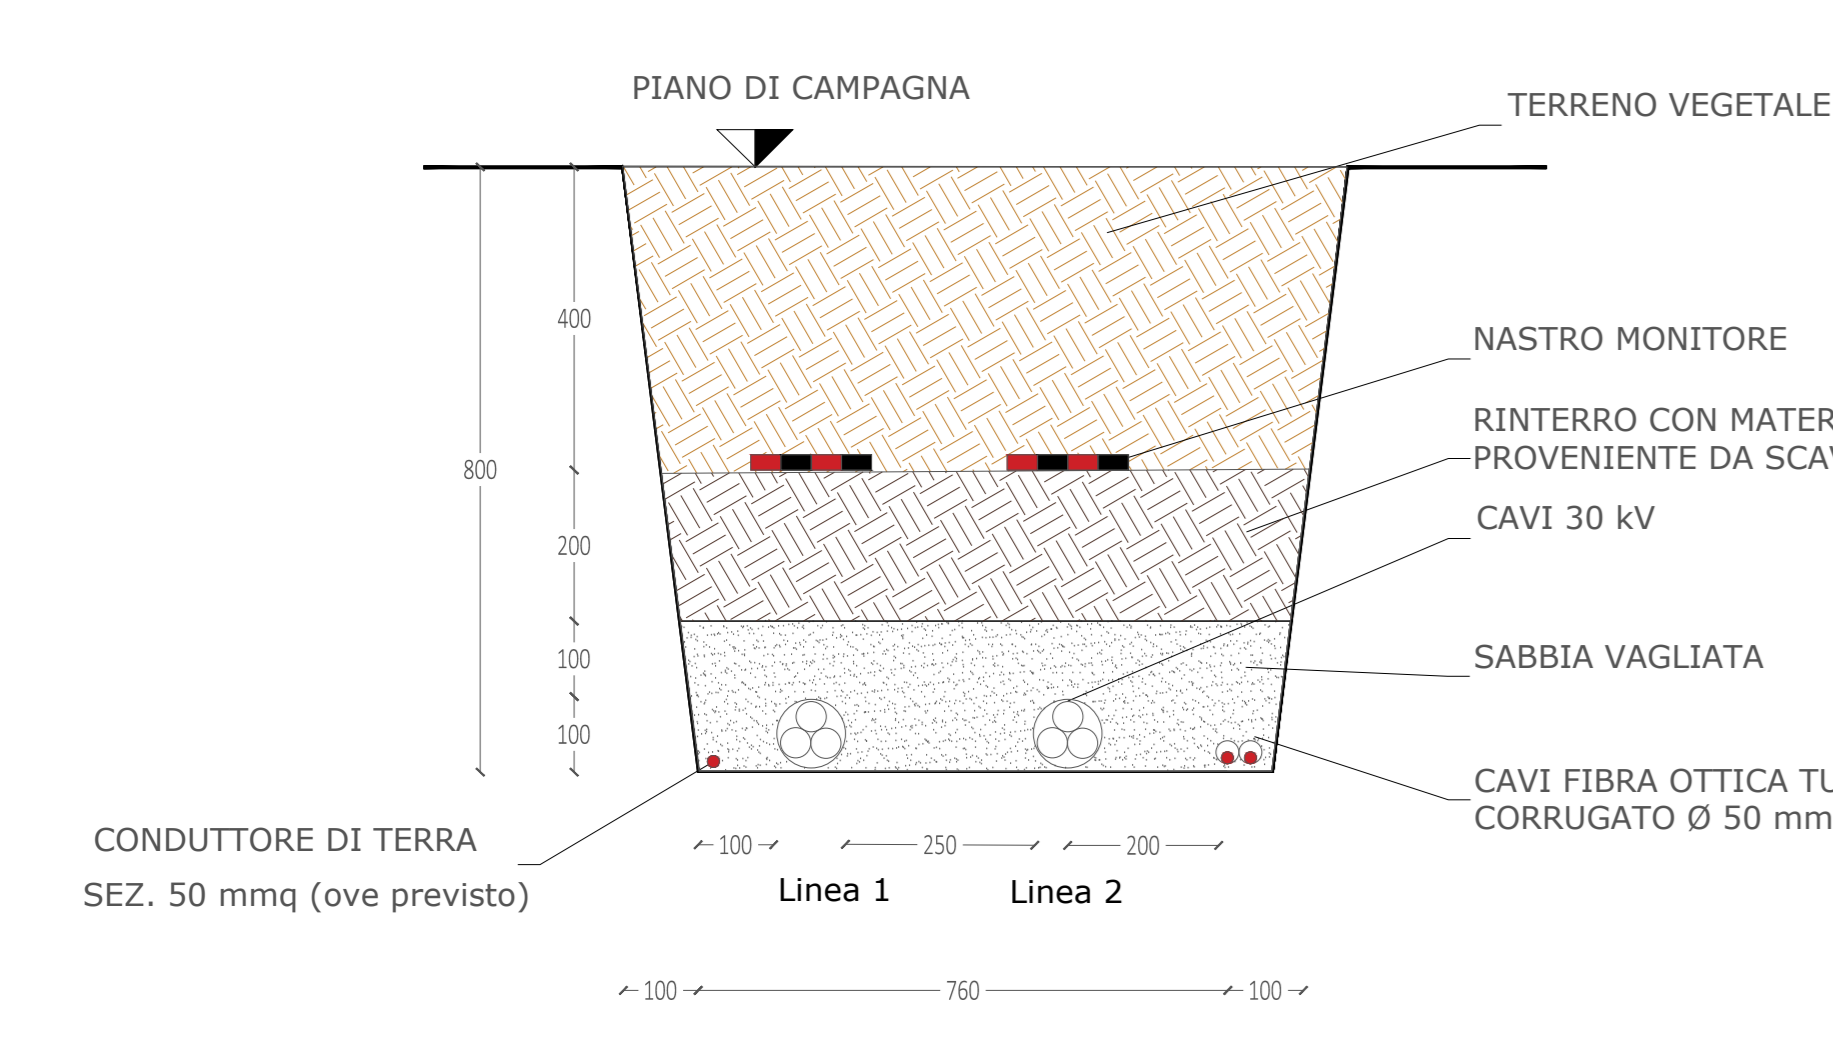 PIANO DI CAMPAGNA
TERRENO VEGETALE
400
NASTRO MONITORE
RINTERRO CON MATER
PROVENIENTE DA SCAV
800
CAVI 30 kV
200
100
SABBIA VAGLIATA
100
CAVI FIBRA OTTICA TU
CORRUGATO Ø 50 mm
CONDUTTORE DI TERRA
SEZ. 50 mmq (ove previsto)
100 250 200
Linea 1 Linea 2
100 760 100